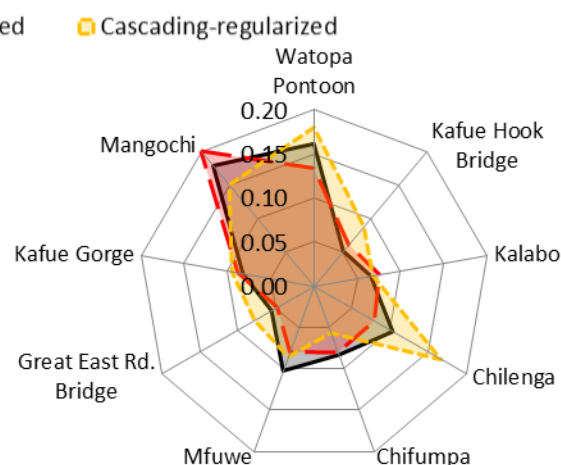 ed
Cascading-regularized
Watopa
Pontoon
0.20
Kafue Hook
Bridge
Mangochi
0.15
0.10
Kafue Gorge
Kalabo
0.05
0.00
Great East Rd.
Bridge
Chilenga
Mfuwe
Chifumpa